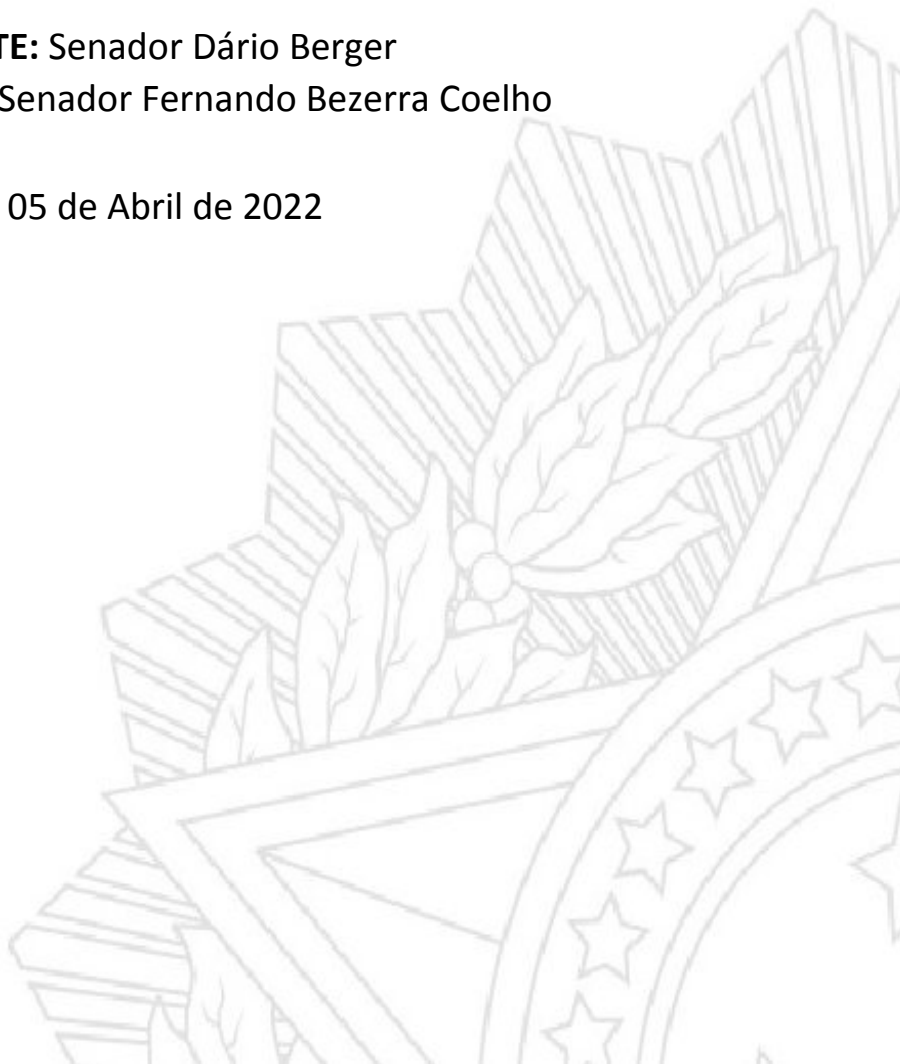 TE: Senador Dário Berger
Senador Fernando Bezerra Coelho
05 de Abril de 2022